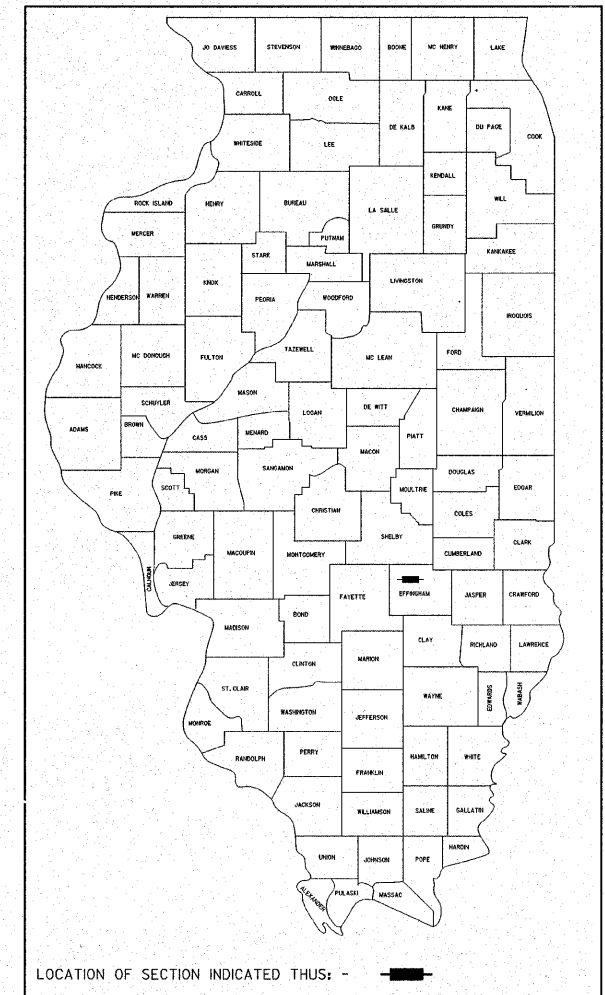 JO DAVIESS STEVENSON WINNEBAGO BOONE MC HENRY LAKE
CARROLL OGLE DE KALB KANE DU PAGE COOK
WHITESIDE LEE
KENDALL WILL
ROCK ISLAND HENRY BUREAU LA SALLE GRUNDY
MERCER PUTNAM KANKAKEE
STARK MARSHALL LIVINGSTON
HENDERSON WARREN KNOX PEORIA WOODFORD IROQUOIS
HANCOCK MC DONOUGH FULTON TAZEWELL MC LEAN FORD
SCHUYLER MASON LOGAN DE WITT CHAMPAIGN VERMILION
ADAMS BROWN CASS MENARD MACON PIATT
MORGAN SANGAMON DOUGLAS
PIKE SCOTT CHRISTIAN MOULTRIE EDGAR
COLES
GREENE MACOUPIN MONTGOMERY SHELBY CUMBERLAND CLARK
CALHOUN JERSEY FAYETTE EFFINGHAM JASPER CRAWFORD
MADISON BOND
CLAY RICHLAND LAWRENCE
CLINTON MARION
ST. CLAIR WAYNE EDWARDS WABASH
MONROE WASHINGTON JEFFERSON
RANDOLPH PERRY HAMILTON WHITE
FRANKLIN
JACKSON WILLIAMSON SALINE GALLATIN
UNION JOHNSON POPE HARDIN
ALEXANDER PULASKI MASSAC
LOCATION OF SECTION INDICATED THUS: -